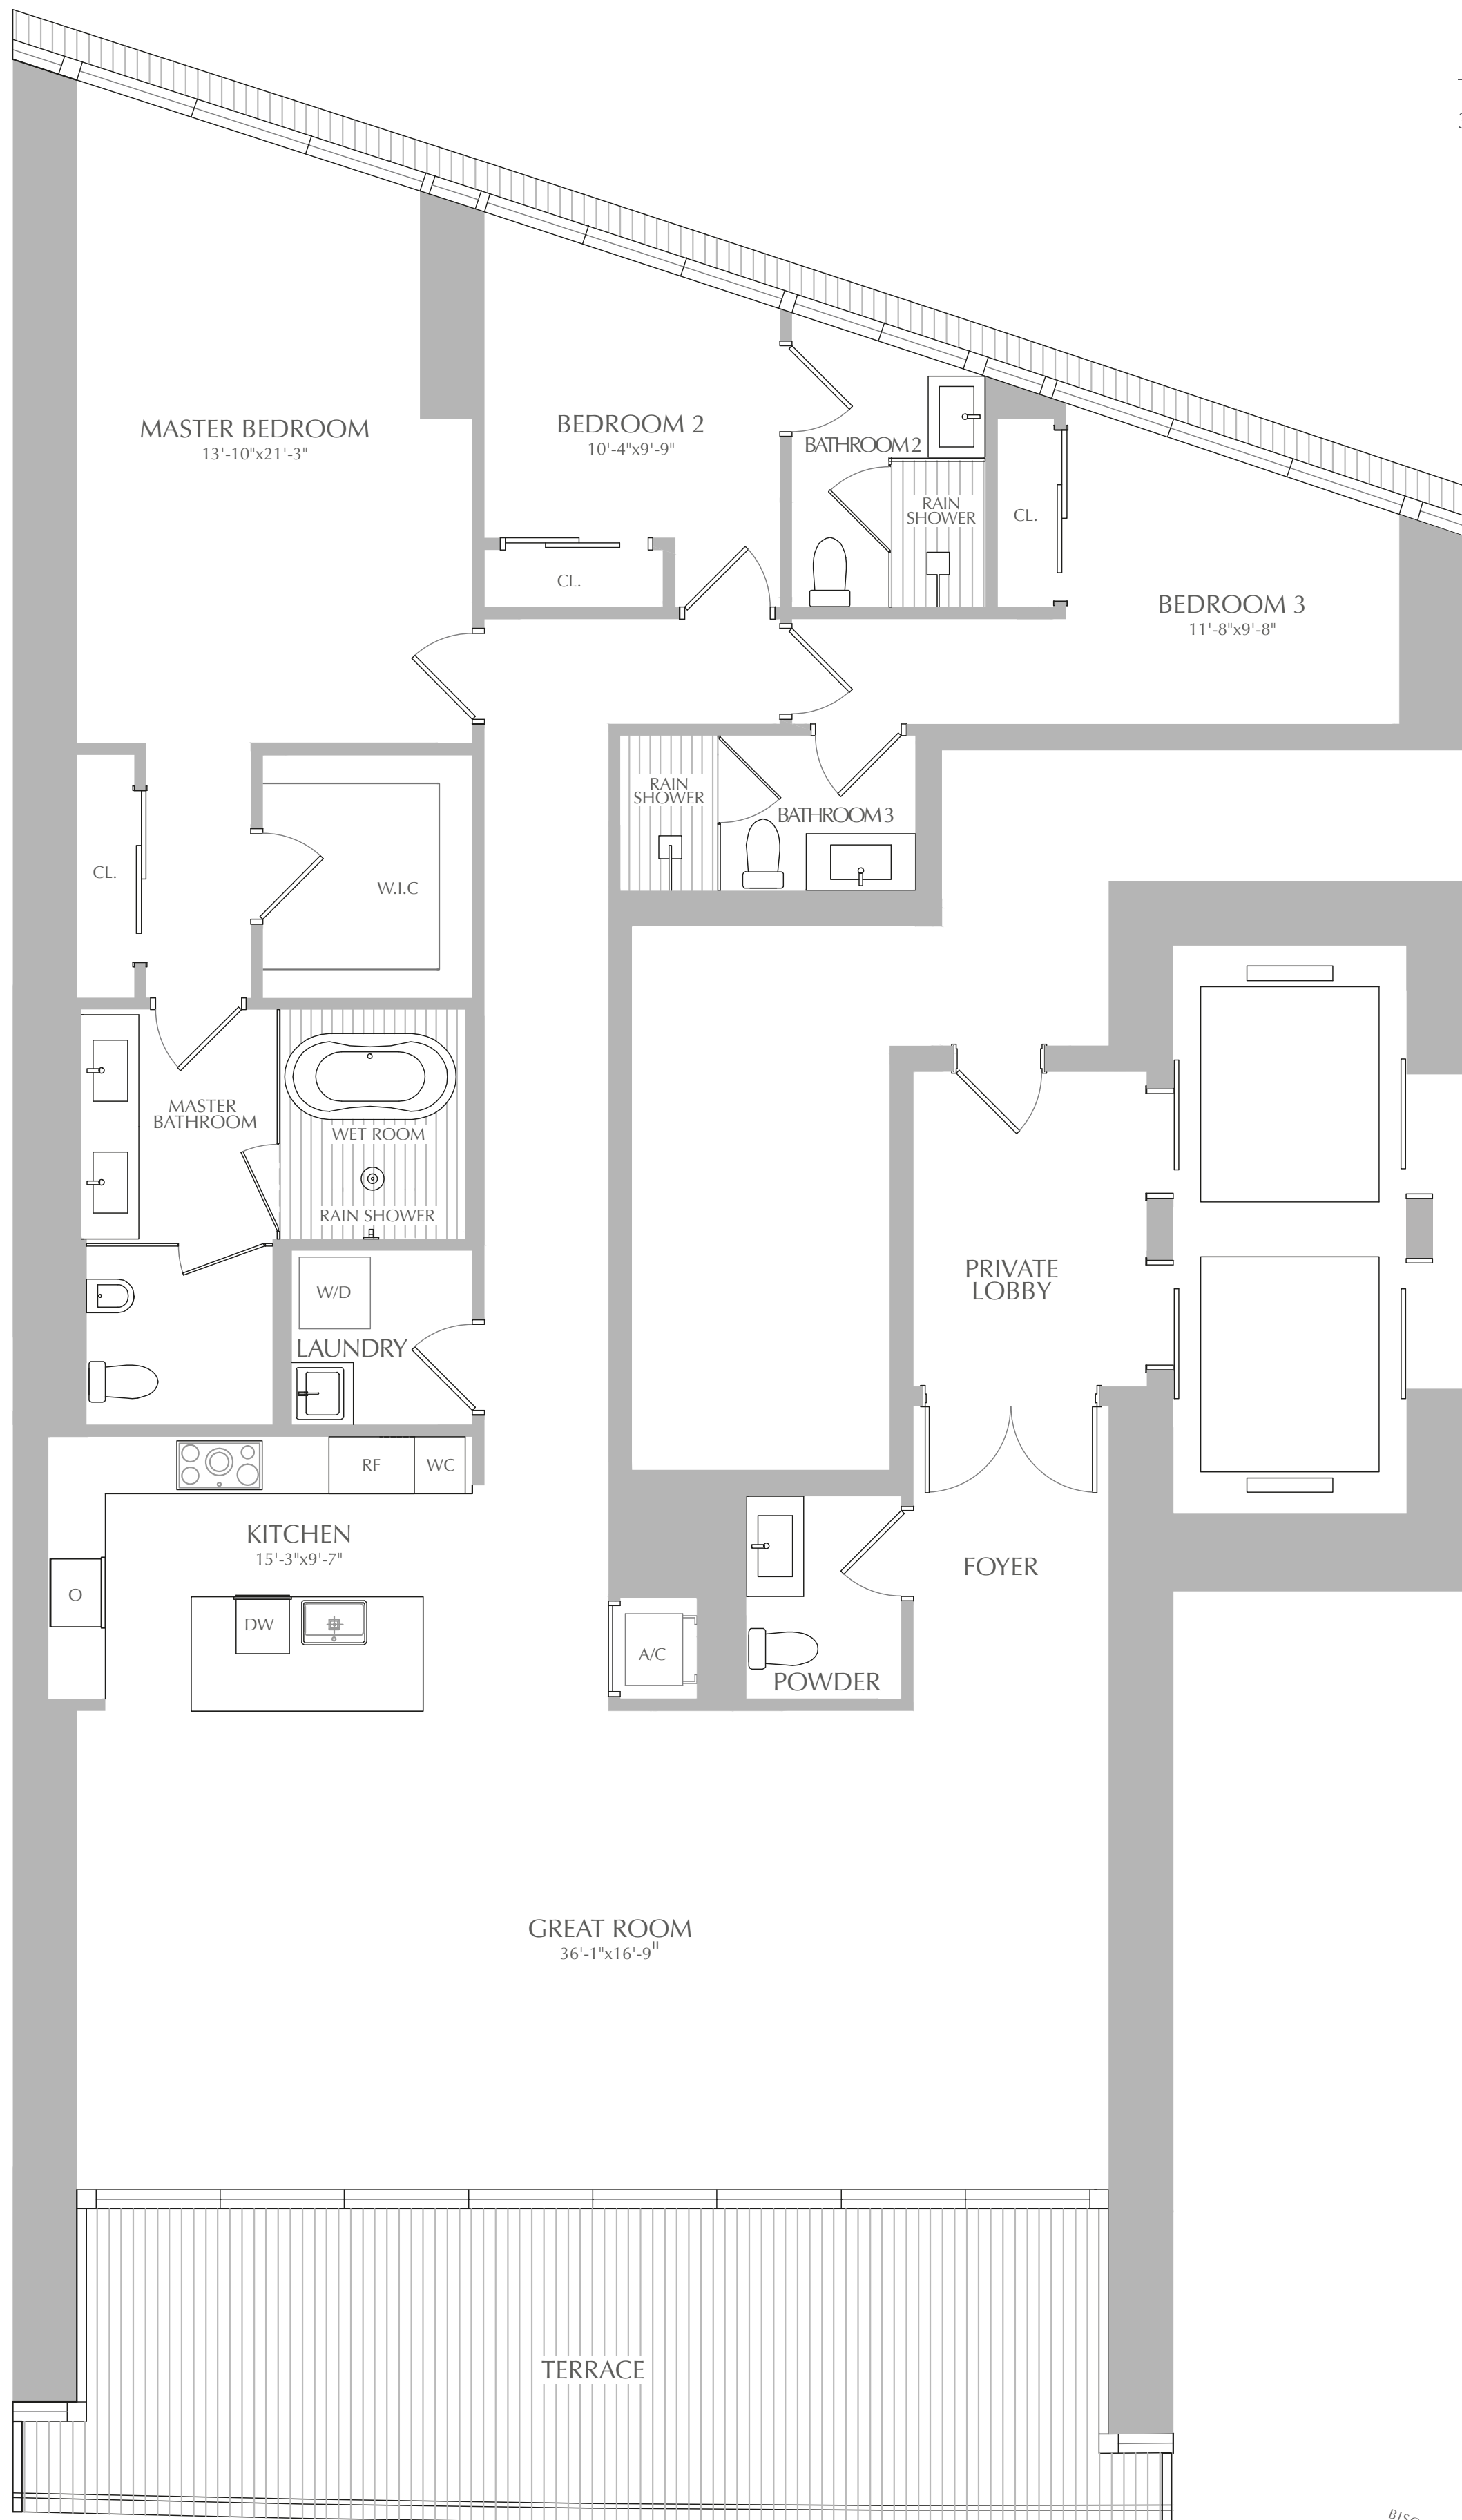 MASTER BEDROOM
13'-10"x21'-3"
BEDROOM 2
10'-4"x9'-9"
BATHROOM 2
RAIN
SHOWER
CL.
CL.
BEDROOM 3
11'-8"x9'-8"
RAIN
SHOWER
BATHROOM 3
CL.
W.I.C
MASTER
BATHROOM
WET ROOM
RAIN SHOWER
W/D
LAUNDRY
PRIVATE
LOBBY
RF
WC
KITCHEN
15'-3"x9'-7"
O
DW
A/C
POWDER
FOYER
GREAT ROOM
36'-1"x16'-9"
TERRACE